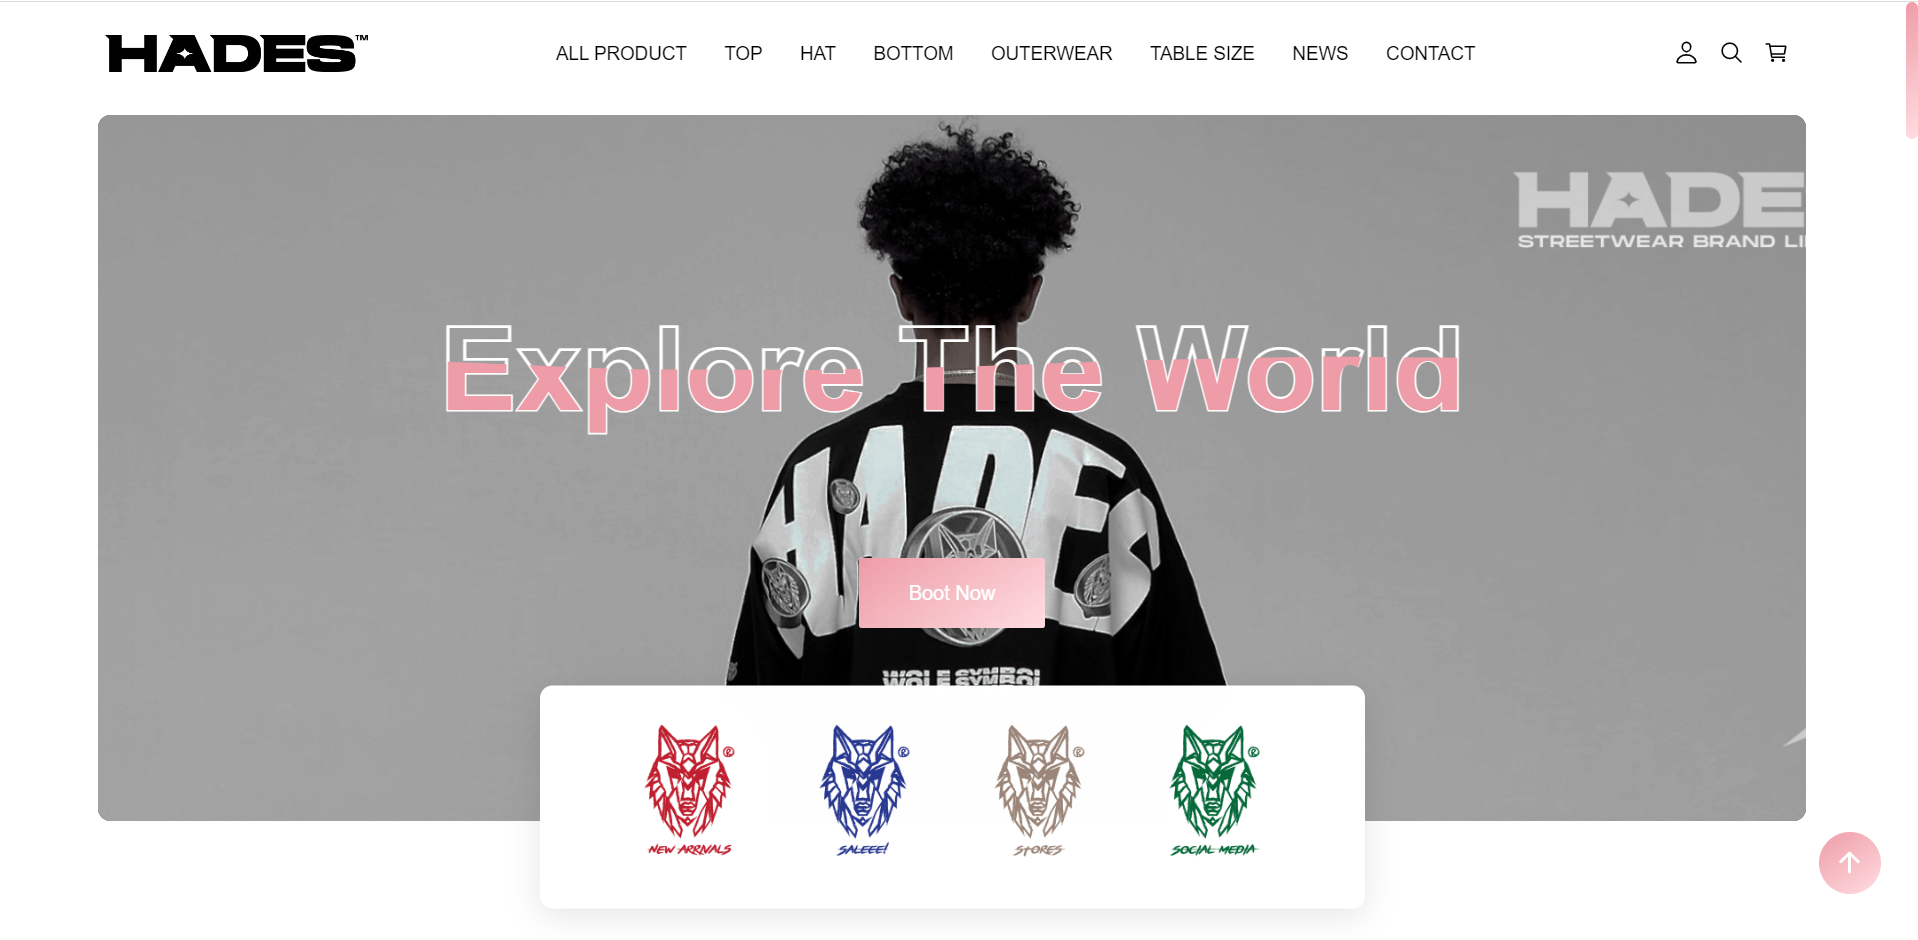 HADES™
ALL PRODUCT TOP HAT BOTTOM OUTERWEAR TABLE SIZE NEWS CONTACT
HADE
STREETWEAR BRAND LI
Explore The World
HADES
Boot Now
WOLF SYMBOL
®
®
®
®
NEW ARRIVALS
SALEEE!
STORES
SOCIAL MEDIA